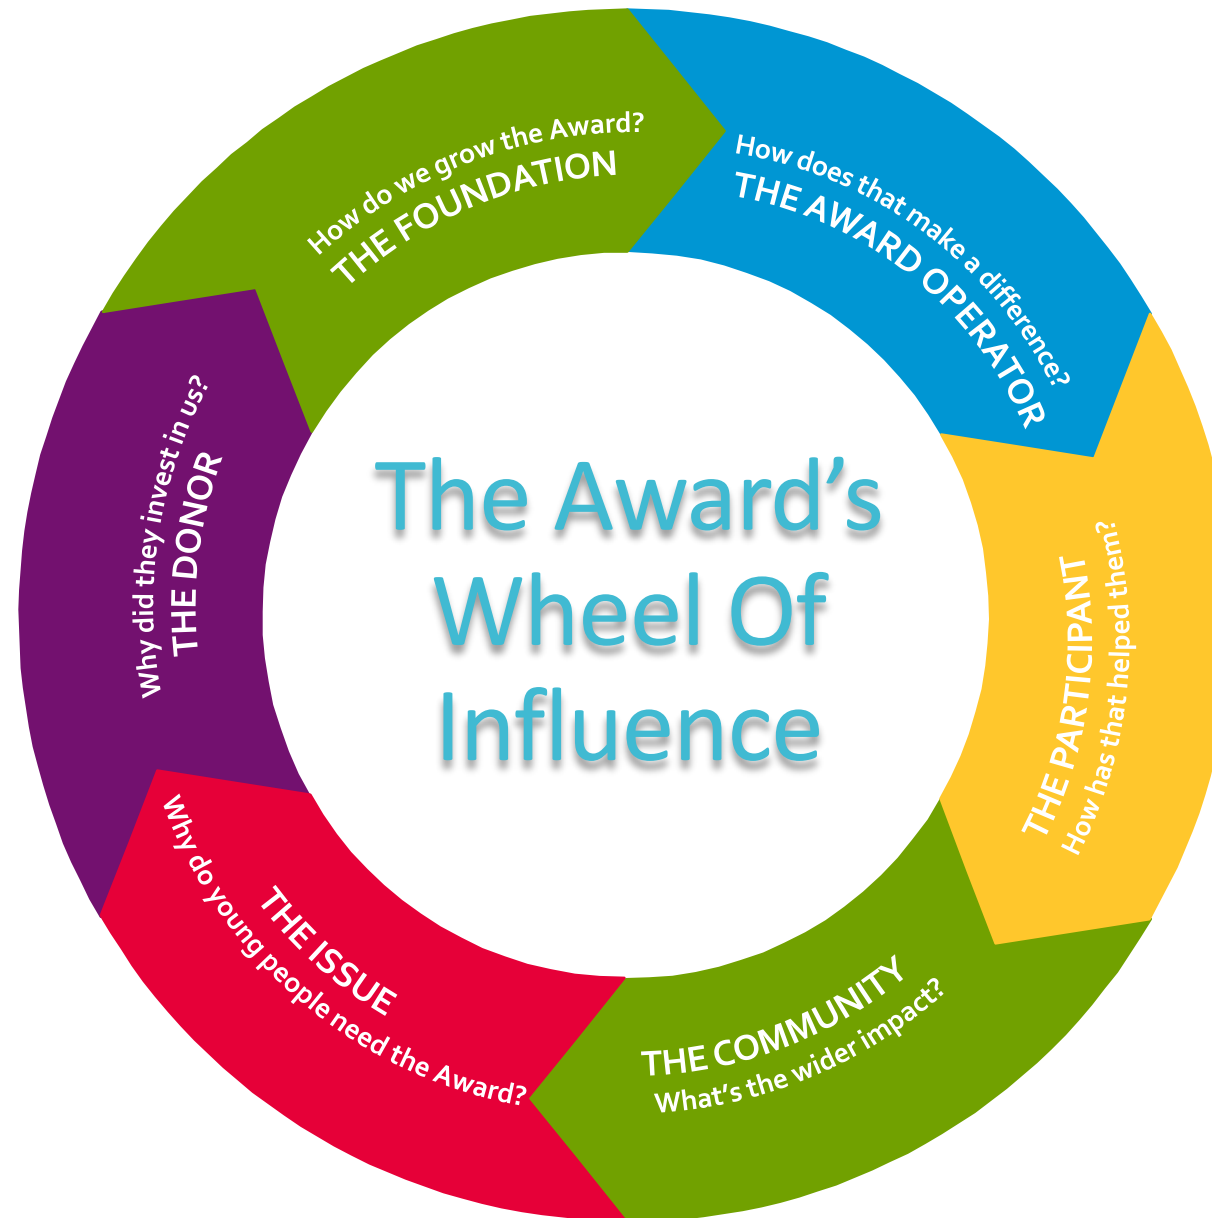 The Award’s
Wheel Of
Influence
How do we grow the Award?
THE FOUNDATION
How does that make a difference?
THE AWARD OPERATOR
THE PARTICIPANT
How has that helped them?
THE COMMUNITY
What’s the wider impact?
THE ISSUE
Why do young people need the Award?
Why did they invest in us?
THE DONOR